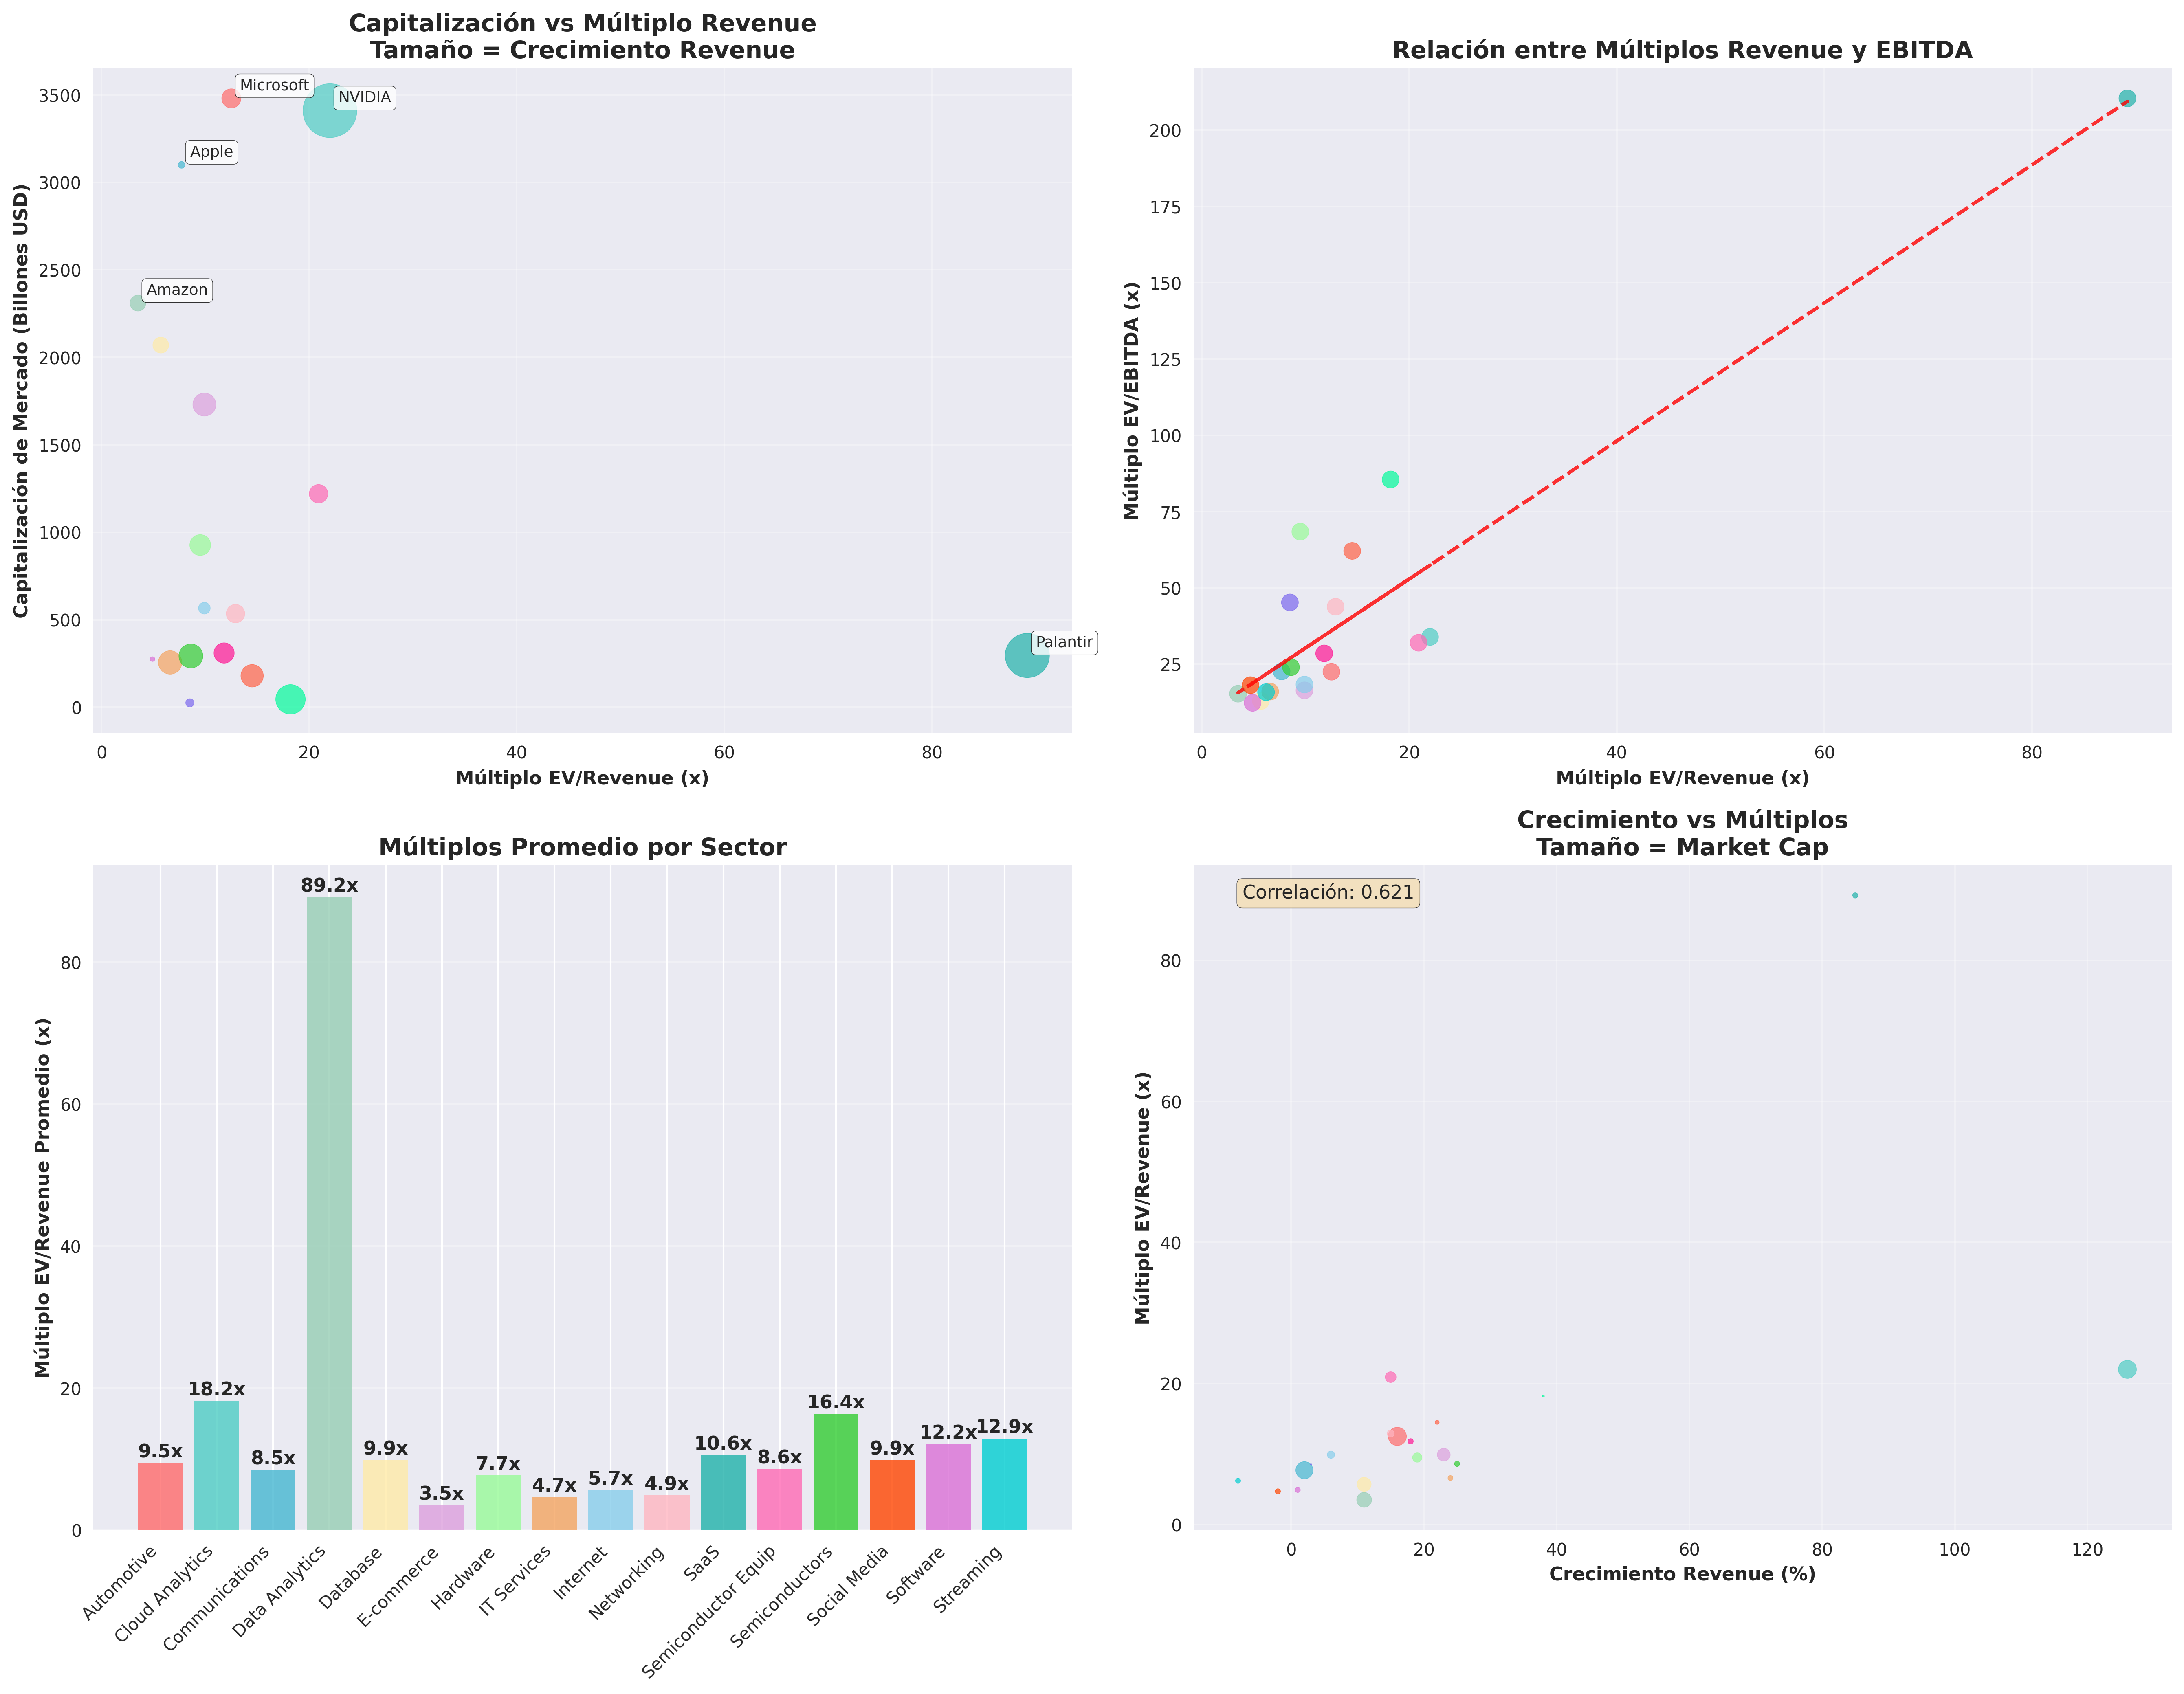 Capitalización vs Múltiplo Revenue
Tamaño = Crecimiento Revenue
Capitalización de Mercado (Billones USD)
3500
3000
2500
2000
1500
1000
500
0
Microsoft
NVIDIA
Apple
Amazon
Palantir
0 20 40 60 80
Múltiplo EV/Revenue (x)
Relación entre Múltiplos Revenue y EBITDA
Múltiplo EV/EBITDA (x)
200
175
150
125
100
75
50
25
0 20 40 60 80
Múltiplo EV/Revenue (x)
Múltiplos Promedio por Sector
Múltiplo EV/Revenue Promedio (x)
80
60
40
20
0
9.5x
18.2x
8.5x
89.2x
9.9x
3.5x
7.7x
4.7x
5.7x
4.9x
10.6x
8.6x
16.4x
9.9x
12.2x
12.9x
Automotive
Cloud Analytics
Communications
Data Analytics
Database
E-commerce
Hardware
IT Services
Internet
Networking
SaaS
Semiconductor Equip
Semiconductors
Social Media
Software
Streaming
Crecimiento vs Múltiplos
Tamaño = Market Cap
Correlación: 0.621
Múltiplo EV/Revenue (x)
80
60
40
20
0
0 20 40 60 80 100 120
Crecimiento Revenue (%)